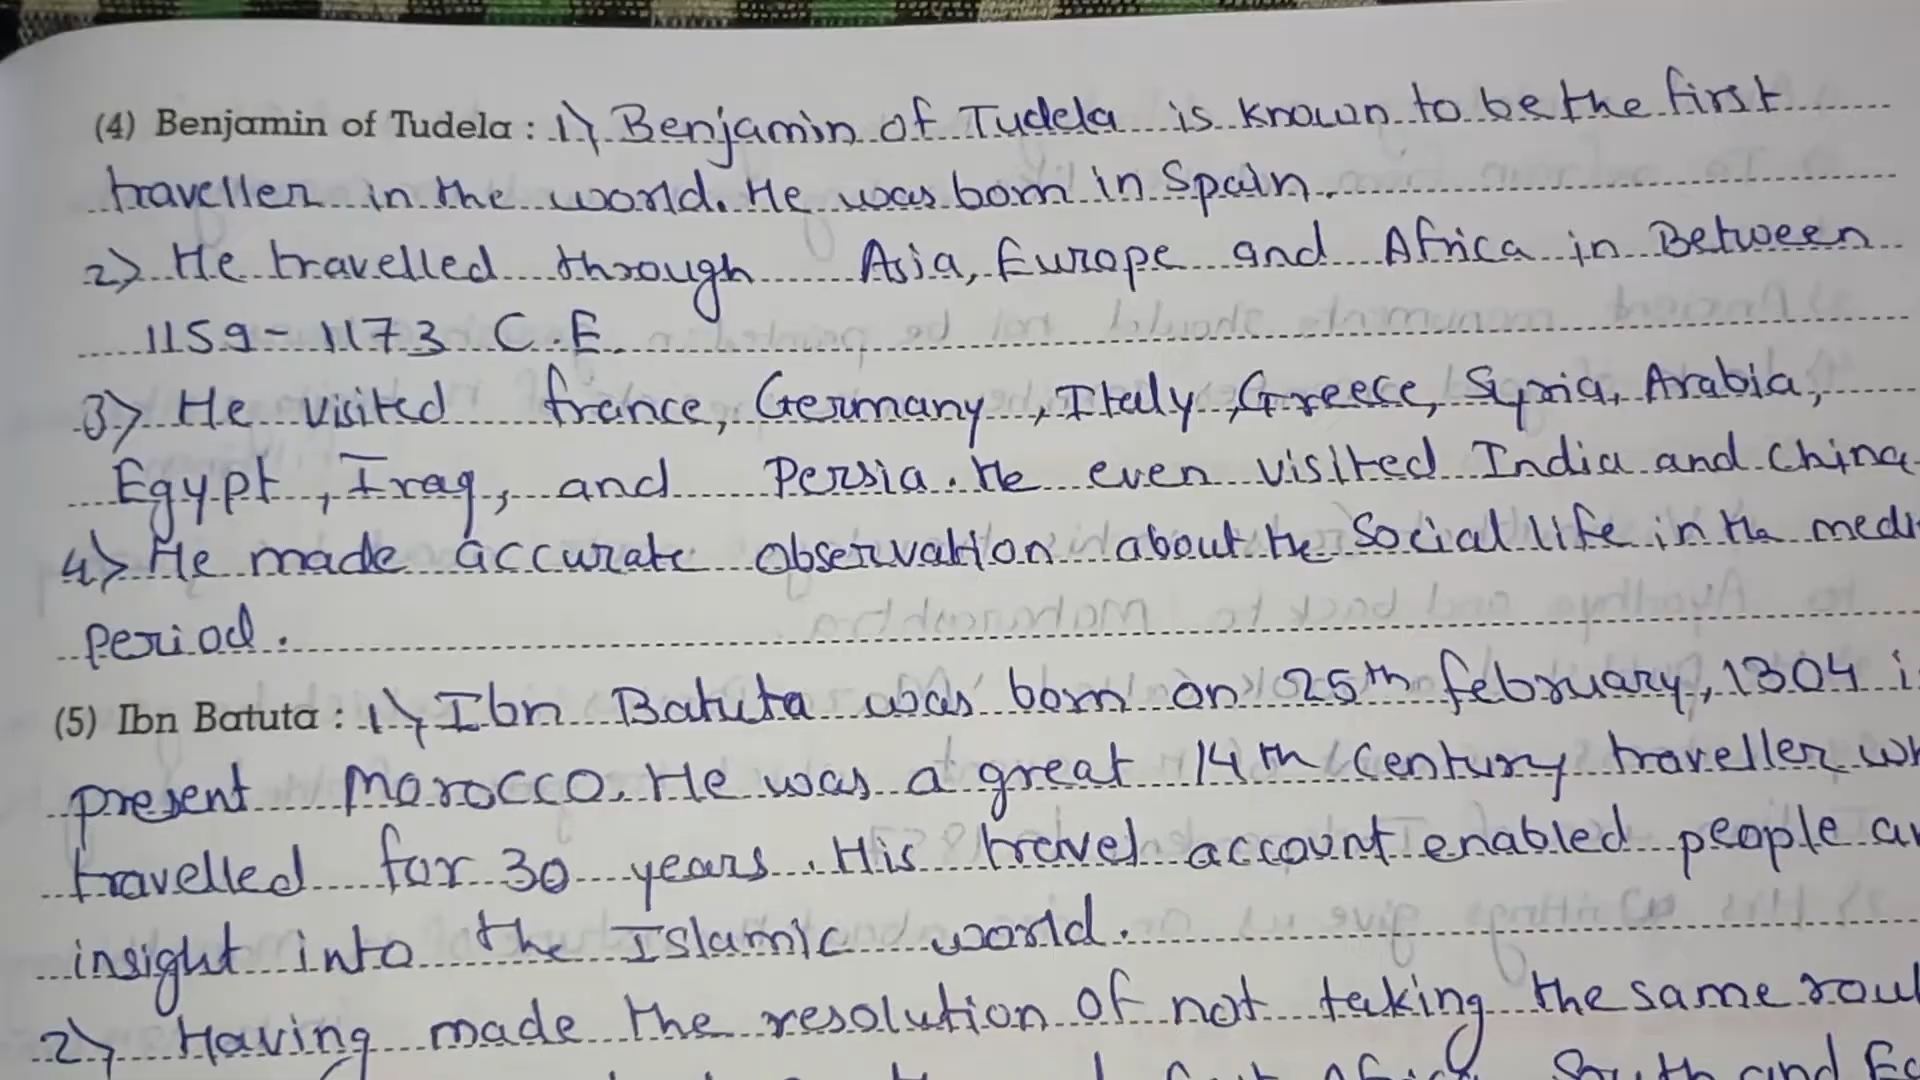 (4) Benjamin of Tudela : 1) Benjamin of Tudela is known to be the first
traveller in the world. He was born in Spain.
2) He travelled through Asia, Europe and Africa in Between
1159-1173 C.E.
3) He visited france, Germany, Italy, Greece, Syria, Arabia,
Egypt, Iraq, and Persia. He even visited India and China
4) He made accurate observation about the Social life in the medi
period.
(5) Ibn Batuta : 1) Ibn Batuta was born on 25th february, 1304 i
present Morocco. He was a great 14th Century traveller wh
travelled for 30 years. His travel account enabled people a
insight into the Islamic world.
2) Having made the resolution of not taking the same rout
South and